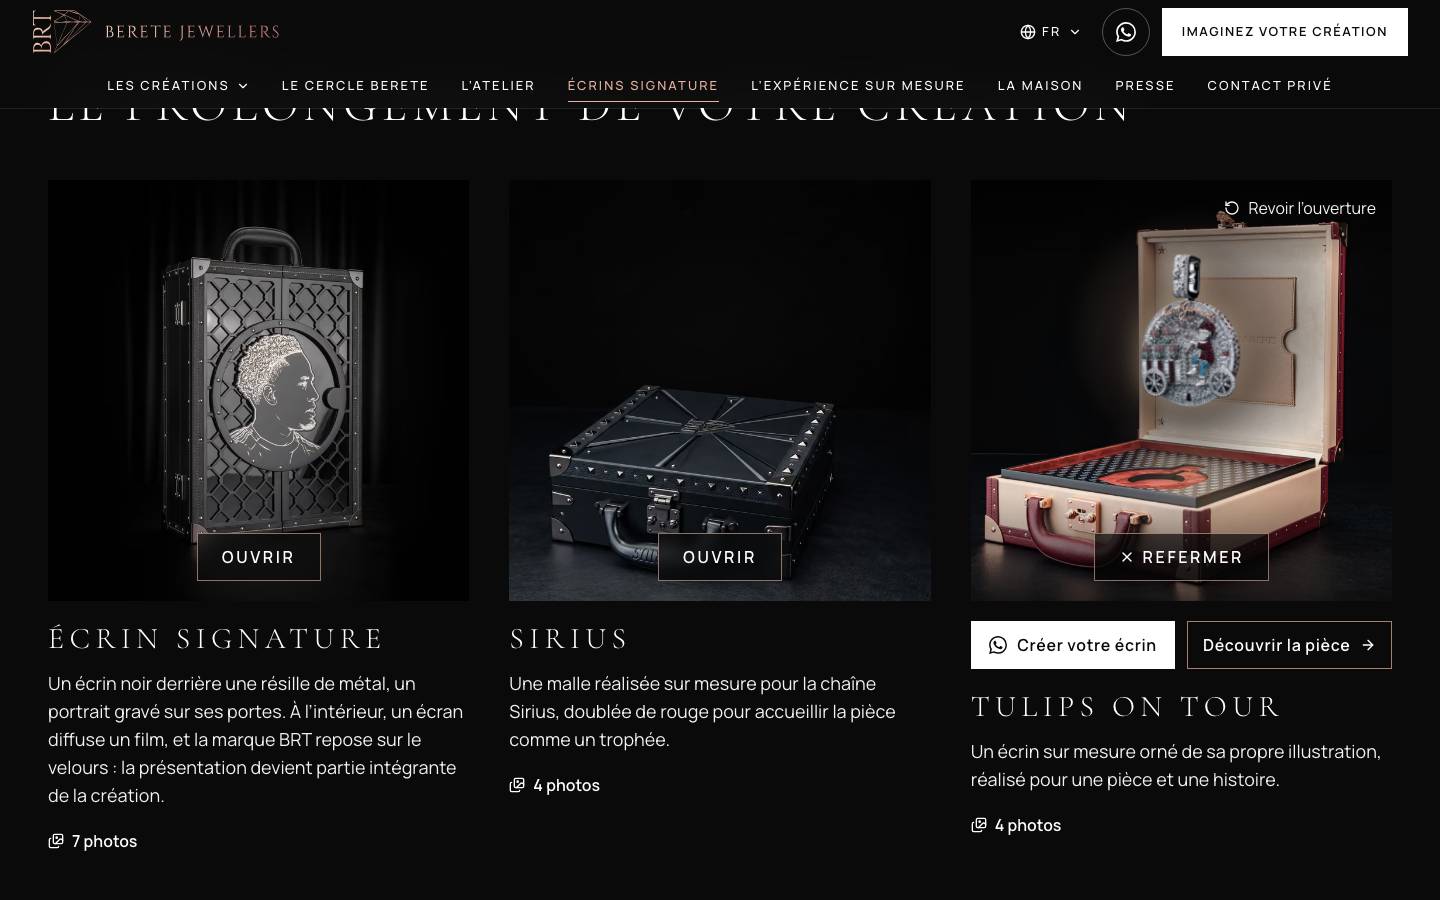 BRT
BERETE JEWELLERS
FR
IMAGINEZ VOTRE CRÉATION
LES CRÉATIONS
LE CERCLE BERETE
L'ATELIER
ÉCRINS SIGNATURE
L'EXPÉRIENCE SUR MESURE
LA MAISON
PRESSE
CONTACT PRIVÉ
LE PROLONGEMENT DE VOTRE CRÉATION
Revoir l'ouverture
OUVRIR
OUVRIR
REFERMER
ÉCRIN SIGNATURE
Un écrin noir derrière une résille de métal, un
portrait gravé sur ses portes. À l'intérieur, un écran
diffuse un film, et la marque BRT repose sur le
velours : la présentation devient partie intégrante
de la création.
7 photos
SIRIUS
Une malle réalisée sur mesure pour la chaîne
Sirius, doublée de rouge pour accueillir la pièce
comme un trophée.
4 photos
Créer votre écrin
Découvrir la pièce
TULIPS ON TOUR
Un écrin sur mesure orné de sa propre illustration,
réalisé pour une pièce et une histoire.
4 photos